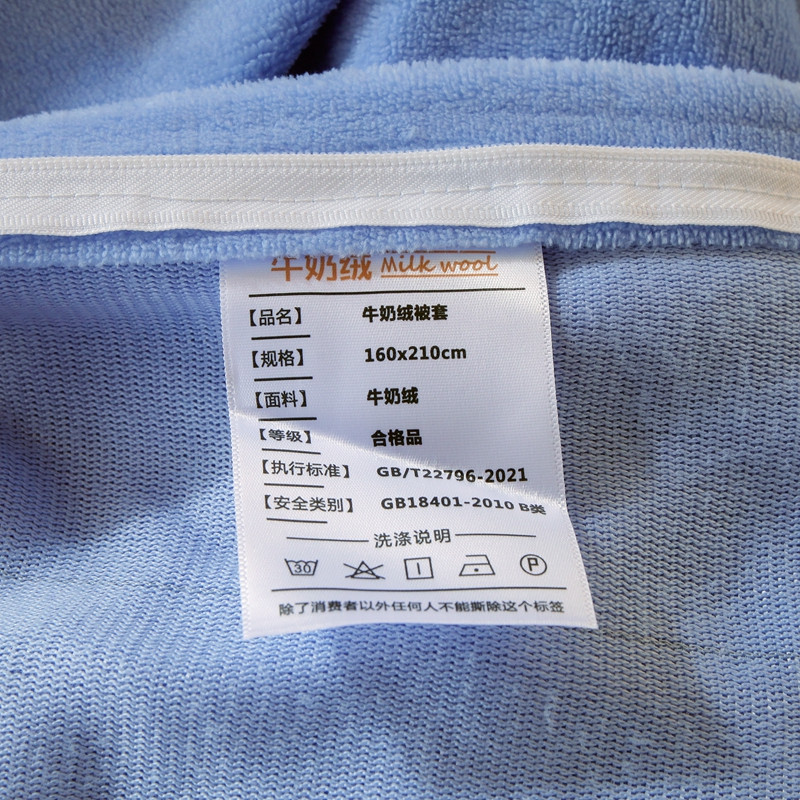 牛奶绒 Milk wool
【品名】 牛奶绒被套
【规格】 160x210cm
【面料】 牛奶绒
【等级】 合格品
【执行标准】 GB/T22796-2021
【安全类别】 GB18401-2010 B类
洗涤说明
30 P
除了消费者以外任何人不能撕除这个标签